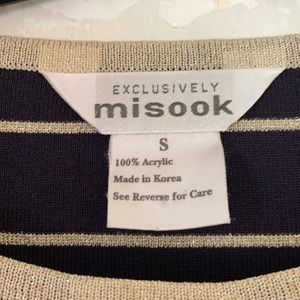 EXCLUSIVELY
misook
S
100% Acrylic
Made in Korea
See Reverse for Care